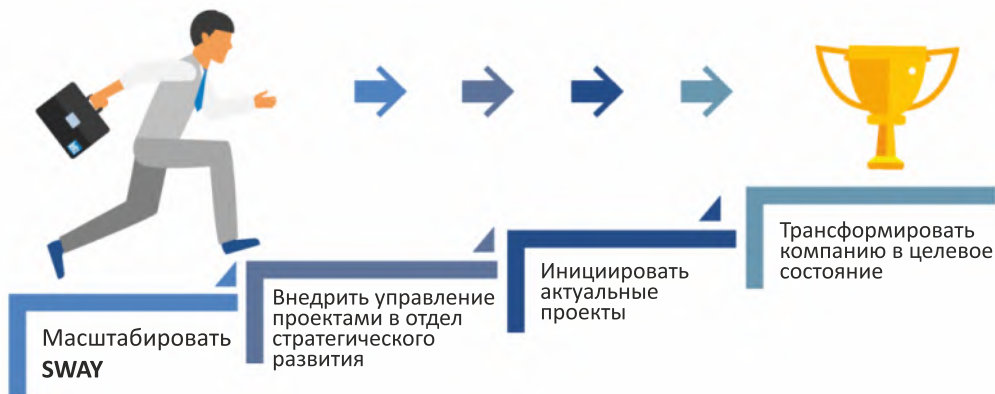 Масштабировать
SWAY
Внедрить управление
проектами в отдел
стратегического
развития
Инициировать
актуальные
проекты
Трансформировать
компанию в целевое
состояние